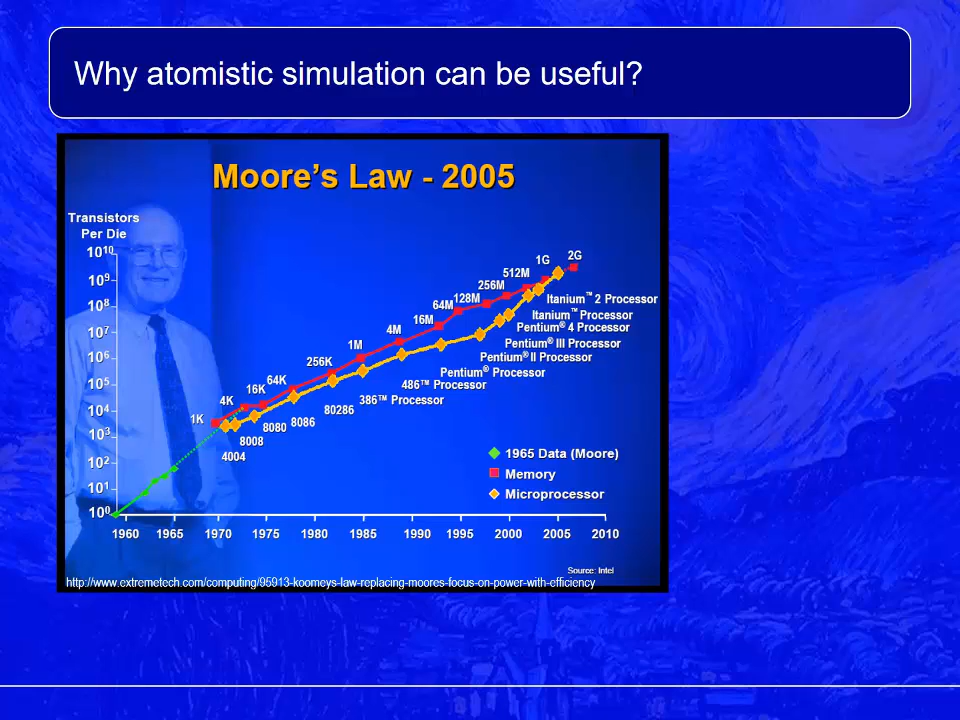 Why atomistic simulation can be useful?
Moore's Law - 2005
Transistors
Per Die
10¹⁰
10⁹
10⁸
10⁷
10⁶
10⁵
10⁴
10³
10²
10¹
10⁰
1960
1965
1970
1975
1980
1985
1990
1995
2000
2005
2010
1K
4K
16K
64K
256K
1M
4M
16M
64M
128M
256M
512M
1G
2G
4004
8008
8080
8086
80286
386™ Processor
486™ Processor
Pentium® Processor
Pentium® II Processor
Pentium® III Processor
Pentium® 4 Processor
Itanium™ Processor
Itanium™ 2 Processor
1965 Data (Moore)
Memory
Microprocessor
Source: Intel
http://www.extremetech.com/computing/95913-koomeys-law-replacing-moores-focus-on-power-with-efficiency